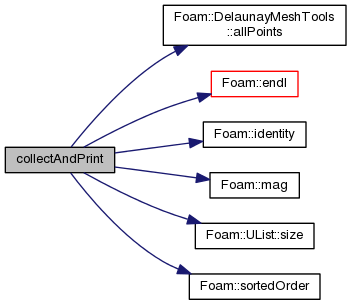 Foam::DelaunayMeshTools
::allPoints
Foam::endl
Foam::identity
collectAndPrint
Foam::mag
Foam::UList::size
Foam::sortedOrder